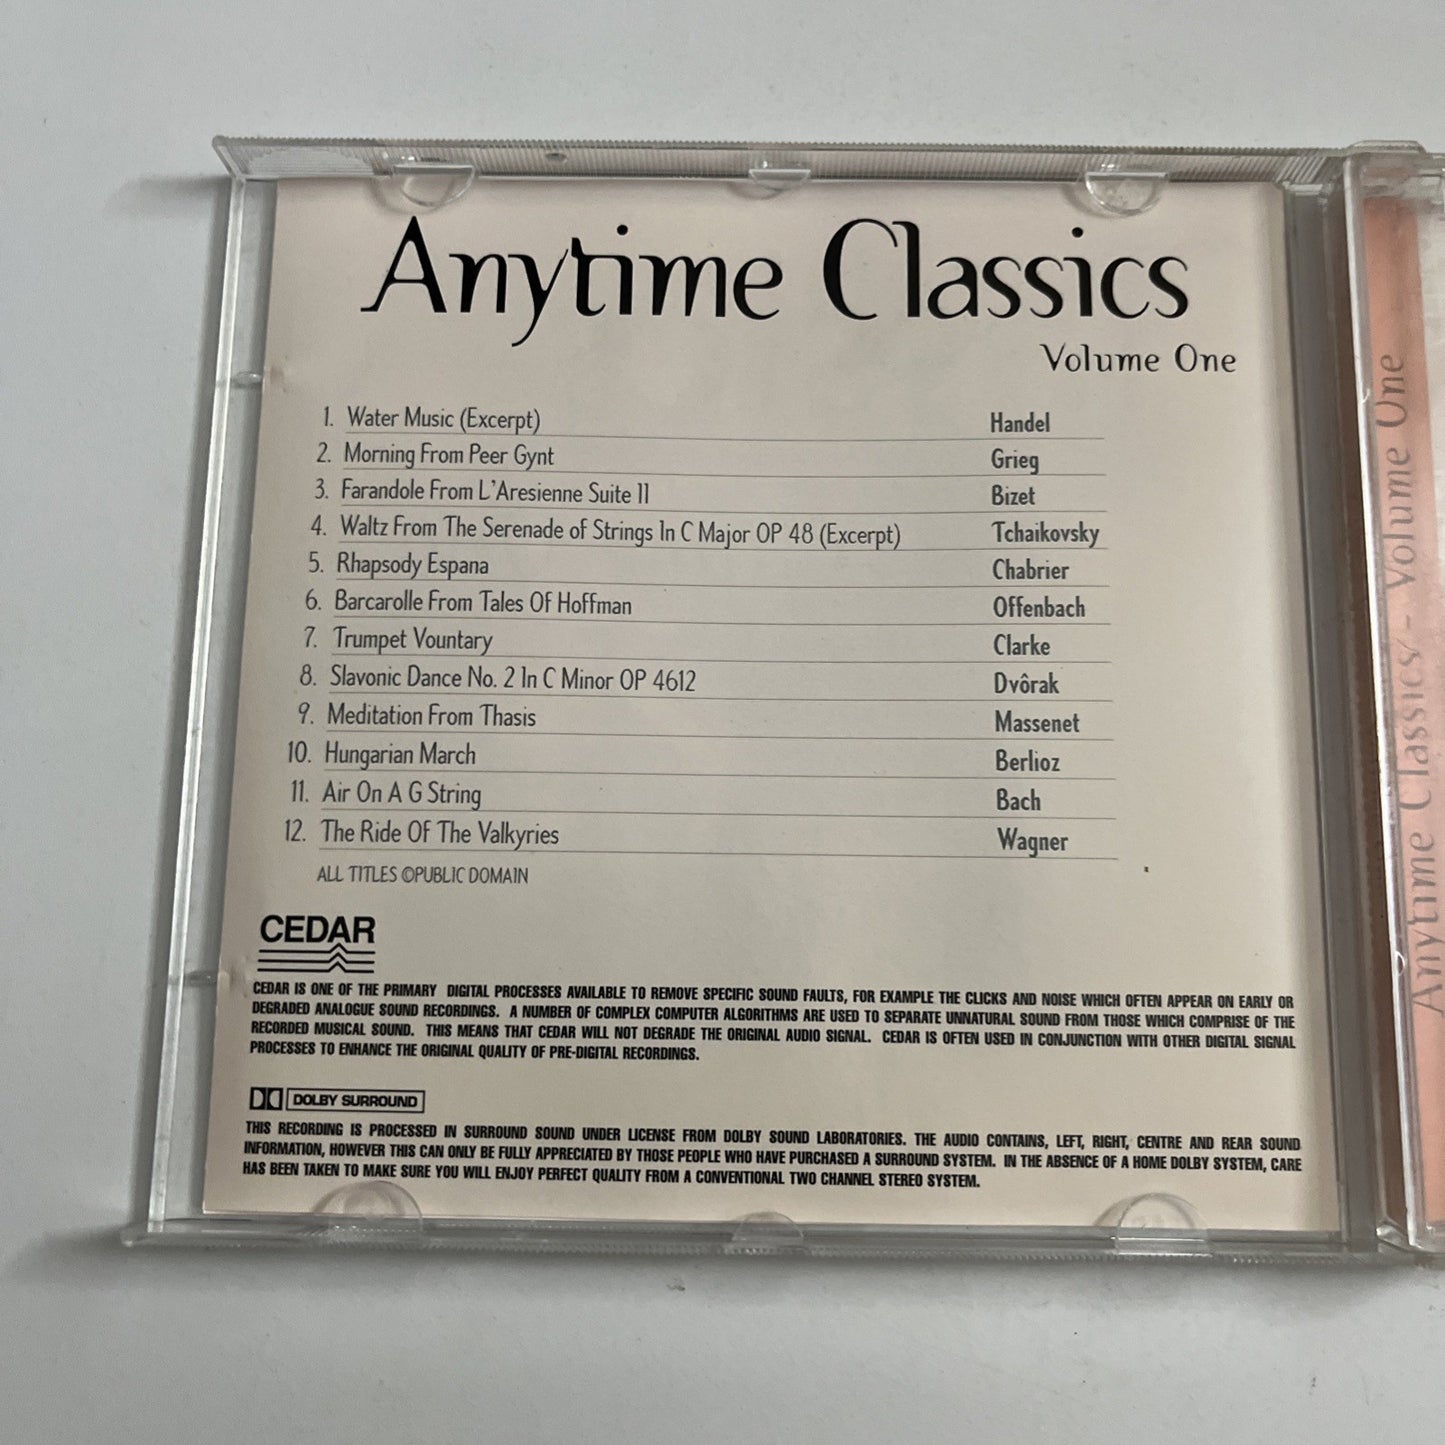 Anytime Classics
Volume One
1. Water Music (Excerpt) Handel
2. Morning From Peer Gynt Grieg
3. Farandole From L'Aresienne Suite II Bizet
4. Waltz From The Serenade of Strings In C Major OP 48 (Excerpt) Tchaikovsky
5. Rhapsody Espana Chabrier
6. Barcarolle From Tales Of Hoffman Offenbach
7. Trumpet Vountary Clarke
8. Slavonic Dance No. 2 In C Minor OP 4612 Dvôrak
9. Meditation From Thasis Massenet
10. Hungarian March Berlioz
11. Air On A G String Bach
12. The Ride Of The Valkyries Wagner
ALL TITLES ©PUBLIC DOMAIN
CEDAR
CEDAR IS ONE OF THE PRIMARY DIGITAL PROCESSES AVAILABLE TO REMOVE SPECIFIC SOUND FAULTS, FOR EXAMPLE THE CLICKS AND NOISE WHICH OFTEN APPEAR ON EARLY OR
DEGRADED ANALOGUE SOUND RECORDINGS. A NUMBER OF COMPLEX COMPUTER ALGORITHMS ARE USED TO SEPARATE UNNATURAL SOUND FROM THOSE WHICH COMPRISE OF THE
RECORDED MUSICAL SOUND. THIS MEANS THAT CEDAR WILL NOT DEGRADE THE ORIGINAL AUDIO SIGNAL. CEDAR IS OFTEN USED IN CONJUNCTION WITH OTHER DIGITAL SIGNAL
PROCESSES TO ENHANCE THE ORIGINAL QUALITY OF PRE-DIGITAL RECORDINGS.
DOLBY SURROUND
THIS RECORDING IS PROCESSED IN SURROUND SOUND UNDER LICENSE FROM DOLBY SOUND LABORATORIES. THE AUDIO CONTAINS, LEFT, RIGHT, CENTRE AND REAR SOUND
INFORMATION, HOWEVER THIS CAN ONLY BE FULLY APPRECIATED BY THOSE PEOPLE WHO HAVE PURCHASED A SURROUND SYSTEM. IN THE ABSENCE OF A HOME DOLBY SYSTEM, CARE
HAS BEEN TAKEN TO MAKE SURE YOU WILL ENJOY PERFECT QUALITY FROM A CONVENTIONAL TWO CHANNEL STEREO SYSTEM.
Anytime Classics - Volume One